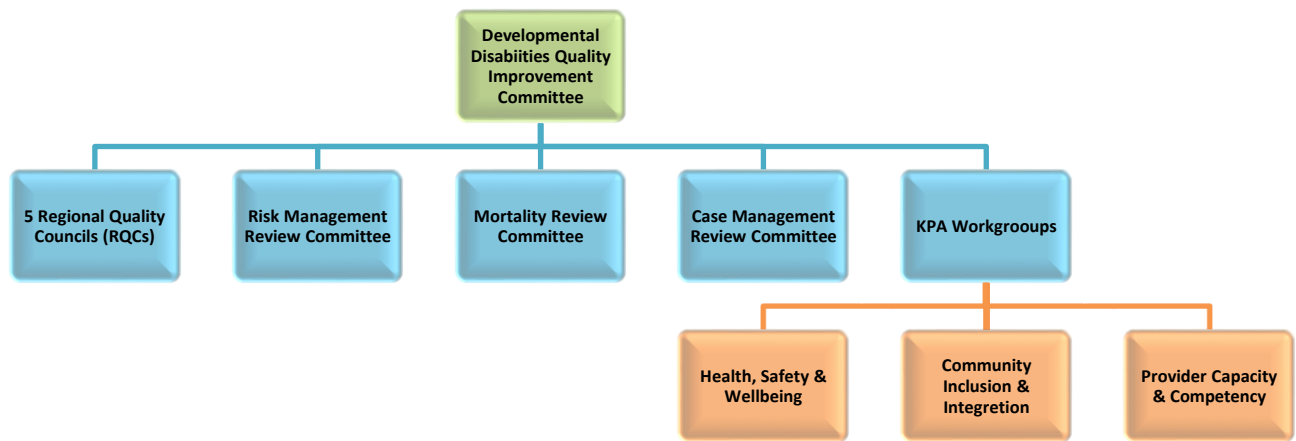 Developmental
Disabiities Quality
Improvement
Committee
5 Regional Quality
Councils (RQCs)
Risk Management
Review Committee
Mortality Review
Committee
Case Management
Review Committee
KPA Workgrooups
Health, Safety &
Wellbeing
Community
Inclusion &
Integretion
Provider Capacity
& Competency